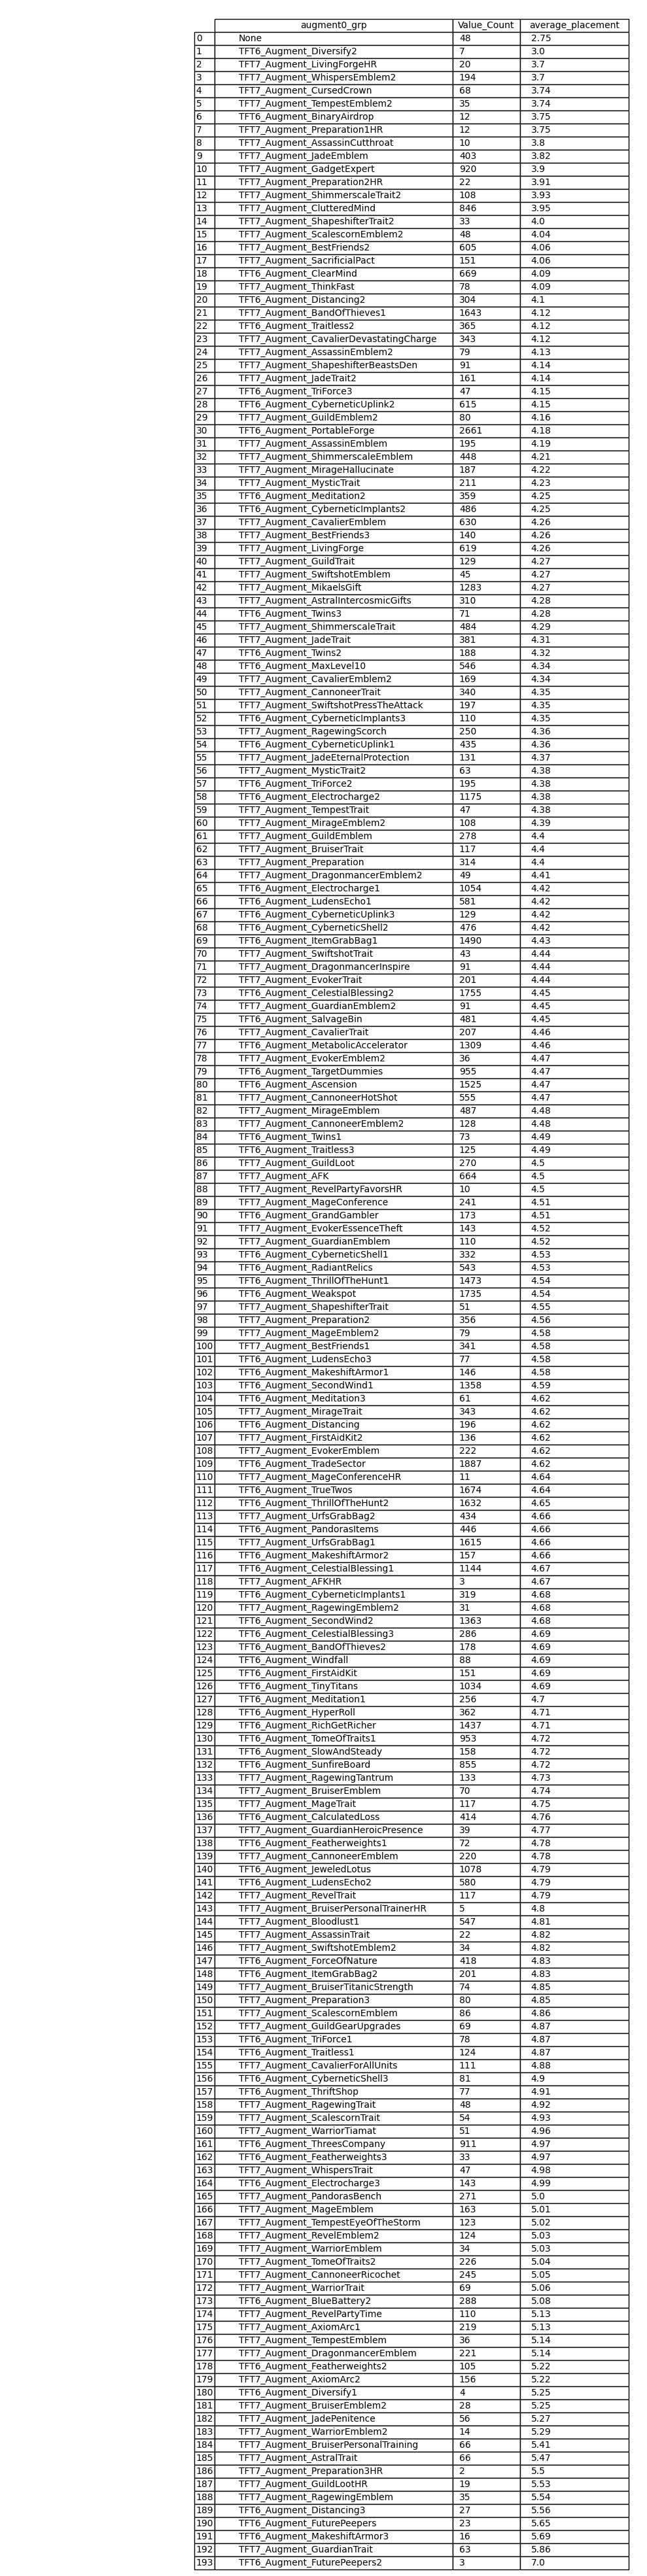 augment0_grp Value_Count average_placement
0 None 48 2.75
1 TFT6_Augment_Diversify2 7 3.0
2 TFT7_Augment_LivingForgeHR 20 3.7
3 TFT7_Augment_WhispersEmblem2 194 3.7
4 TFT7_Augment_CursedCrown 68 3.74
5 TFT7_Augment_TempestEmblem2 35 3.74
6 TFT6_Augment_BinaryAirdrop 12 3.75
7 TFT7_Augment_Preparation1HR 12 3.75
8 TFT7_Augment_AssassinCutthroat 10 3.8
9 TFT7_Augment_JadeEmblem 403 3.82
10 TFT7_Augment_GadgetExpert 920 3.9
11 TFT7_Augment_Preparation2HR 22 3.91
12 TFT7_Augment_ShimmerscaleTrait2 108 3.93
13 TFT7_Augment_ClutteredMind 846 3.95
14 TFT7_Augment_ShapeshifterTrait2 33 4.0
15 TFT7_Augment_ScalescornEmblem2 48 4.04
16 TFT7_Augment_BestFriends2 605 4.06
17 TFT7_Augment_SacrificialPact 151 4.06
18 TFT6_Augment_ClearMind 669 4.09
19 TFT7_Augment_ThinkFast 78 4.09
20 TFT6_Augment_Distancing2 304 4.1
21 TFT7_Augment_BandOfThieves1 1643 4.12
22 TFT6_Augment_Traitless2 365 4.12
23 TFT7_Augment_CavalierDevastatingCharge 343 4.12
24 TFT7_Augment_AssassinEmblem2 79 4.13
25 TFT7_Augment_ShapeshifterBeastsDen 91 4.14
26 TFT7_Augment_JadeTrait2 161 4.14
27 TFT6_Augment_TriForce3 47 4.15
28 TFT6_Augment_CyberneticUplink2 615 4.15
29 TFT7_Augment_GuildEmblem2 80 4.16
30 TFT6_Augment_PortableForge 2661 4.18
31 TFT7_Augment_AssassinEmblem 195 4.19
32 TFT7_Augment_ShimmerscaleEmblem 448 4.21
33 TFT7_Augment_MirageHallucinate 187 4.22
34 TFT7_Augment_MysticTrait 211 4.23
35 TFT6_Augment_Meditation2 359 4.25
36 TFT6_Augment_CyberneticImplants2 486 4.25
37 TFT7_Augment_CavalierEmblem 630 4.26
38 TFT7_Augment_BestFriends3 140 4.26
39 TFT7_Augment_LivingForge 619 4.26
40 TFT7_Augment_GuildTrait 129 4.27
41 TFT7_Augment_SwiftshotEmblem 45 4.27
42 TFT7_Augment_MikaelsGift 1283 4.27
43 TFT7_Augment_AstralIntercosmicGifts 310 4.28
44 TFT6_Augment_Twins3 71 4.28
45 TFT7_Augment_ShimmerscaleTrait 484 4.29
46 TFT7_Augment_JadeTrait 381 4.31
47 TFT6_Augment_Twins2 188 4.32
48 TFT6_Augment_MaxLevel10 546 4.34
49 TFT7_Augment_CavalierEmblem2 169 4.34
50 TFT7_Augment_CannoneerTrait 340 4.35
51 TFT7_Augment_SwiftshotPressTheAttack 197 4.35
52 TFT6_Augment_CyberneticImplants3 110 4.35
53 TFT7_Augment_RagewingScorch 250 4.36
54 TFT6_Augment_CyberneticUplink1 435 4.36
55 TFT7_Augment_JadeEternalProtection 131 4.37
56 TFT7_Augment_MysticTrait2 63 4.38
57 TFT6_Augment_TriForce2 195 4.38
58 TFT6_Augment_Electrocharge2 1175 4.38
59 TFT7_Augment_TempestTrait 47 4.38
60 TFT7_Augment_MirageEmblem2 108 4.39
61 TFT7_Augment_GuildEmblem 278 4.4
62 TFT7_Augment_BruiserTrait 117 4.4
63 TFT7_Augment_Preparation 314 4.4
64 TFT7_Augment_DragonmancerEmblem2 49 4.41
65 TFT6_Augment_Electrocharge1 1054 4.42
66 TFT6_Augment_LudensEcho1 581 4.42
67 TFT6_Augment_CyberneticUplink3 129 4.42
68 TFT6_Augment_CyberneticShell2 476 4.42
69 TFT6_Augment_ItemGrabBag1 1490 4.43
70 TFT7_Augment_SwiftshotTrait 43 4.44
71 TFT7_Augment_DragonmancerInspire 91 4.44
72 TFT7_Augment_EvokerTrait 201 4.44
73 TFT6_Augment_CelestialBlessing2 1755 4.45
74 TFT7_Augment_GuardianEmblem2 91 4.45
75 TFT6_Augment_SalvageBin 481 4.45
76 TFT7_Augment_CavalierTrait 207 4.46
77 TFT6_Augment_MetabolicAccelerator 1309 4.46
78 TFT7_Augment_EvokerEmblem2 36 4.47
79 TFT6_Augment_TargetDummies 955 4.47
80 TFT6_Augment_Ascension 1525 4.47
81 TFT7_Augment_CannoneerHotShot 555 4.47
82 TFT7_Augment_MirageEmblem 487 4.48
83 TFT7_Augment_CannoneerEmblem2 128 4.48
84 TFT6_Augment_Twins1 73 4.49
85 TFT6_Augment_Traitless3 125 4.49
86 TFT7_Augment_GuildLoot 270 4.5
87 TFT7_Augment_AFK 664 4.5
88 TFT7_Augment_RevelPartyFavorsHR 10 4.5
89 TFT7_Augment_MageConference 241 4.51
90 TFT6_Augment_GrandGambler 173 4.51
91 TFT7_Augment_EvokerEssenceTheft 143 4.52
92 TFT7_Augment_GuardianEmblem 110 4.52
93 TFT6_Augment_CyberneticShell1 332 4.53
94 TFT6_Augment_RadiantRelics 543 4.53
95 TFT6_Augment_ThrillOfTheHunt1 1473 4.54
96 TFT6_Augment_Weakspot 1735 4.54
97 TFT7_Augment_ShapeshifterTrait 51 4.55
98 TFT7_Augment_Preparation2 356 4.56
99 TFT7_Augment_MageEmblem2 79 4.58
100 TFT7_Augment_BestFriends1 341 4.58
101 TFT6_Augment_LudensEcho3 77 4.58
102 TFT6_Augment_MakeshiftArmor1 146 4.58
103 TFT6_Augment_SecondWind1 1358 4.59
104 TFT6_Augment_Meditation3 61 4.62
105 TFT7_Augment_MirageTrait 343 4.62
106 TFT6_Augment_Distancing 196 4.62
107 TFT7_Augment_FirstAidKit2 136 4.62
108 TFT7_Augment_EvokerEmblem 222 4.62
109 TFT6_Augment_TradeSector 1887 4.62
110 TFT7_Augment_MageConferenceHR 11 4.64
111 TFT6_Augment_TrueTwos 1674 4.64
112 TFT6_Augment_ThrillOfTheHunt2 1632 4.65
113 TFT7_Augment_UrfsGrabBag2 434 4.66
114 TFT6_Augment_PandorasItems 446 4.66
115 TFT7_Augment_UrfsGrabBag1 1615 4.66
116 TFT6_Augment_MakeshiftArmor2 157 4.66
117 TFT6_Augment_CelestialBlessing1 1144 4.67
118 TFT7_Augment_AFKHR 3 4.67
119 TFT6_Augment_CyberneticImplants1 319 4.68
120 TFT7_Augment_RagewingEmblem2 31 4.68
121 TFT6_Augment_SecondWind2 1363 4.68
122 TFT6_Augment_CelestialBlessing3 286 4.69
123 TFT6_Augment_BandOfThieves2 178 4.69
124 TFT6_Augment_Windfall 88 4.69
125 TFT6_Augment_FirstAidKit 151 4.69
126 TFT6_Augment_TinyTitans 1034 4.69
127 TFT6_Augment_Meditation1 256 4.7
128 TFT6_Augment_HyperRoll 362 4.71
129 TFT6_Augment_RichGetRicher 1437 4.71
130 TFT6_Augment_TomeOfTraits1 953 4.72
131 TFT6_Augment_SlowAndSteady 158 4.72
132 TFT6_Augment_SunfireBoard 855 4.72
133 TFT7_Augment_RagewingTantrum 133 4.73
134 TFT7_Augment_BruiserEmblem 70 4.74
135 TFT7_Augment_MageTrait 117 4.75
136 TFT6_Augment_CalculatedLoss 414 4.76
137 TFT7_Augment_GuardianHeroicPresence 39 4.77
138 TFT6_Augment_Featherweights1 72 4.78
139 TFT7_Augment_CannoneerEmblem 220 4.78
140 TFT6_Augment_JeweledLotus 1078 4.79
141 TFT6_Augment_LudensEcho2 580 4.79
142 TFT7_Augment_RevelTrait 117 4.79
143 TFT7_Augment_BruiserPersonalTrainerHR 5 4.8
144 TFT7_Augment_Bloodlust1 547 4.81
145 TFT7_Augment_AssassinTrait 22 4.82
146 TFT7_Augment_SwiftshotEmblem2 34 4.82
147 TFT6_Augment_ForceOfNature 418 4.83
148 TFT6_Augment_ItemGrabBag2 201 4.83
149 TFT7_Augment_BruiserTitanicStrength 74 4.85
150 TFT7_Augment_Preparation3 80 4.85
151 TFT7_Augment_ScalescornEmblem 86 4.86
152 TFT7_Augment_GuildGearUpgrades 69 4.87
153 TFT6_Augment_TriForce1 78 4.87
154 TFT6_Augment_Traitless1 124 4.87
155 TFT7_Augment_CavalierForAllUnits 111 4.88
156 TFT6_Augment_CyberneticShell3 81 4.9
157 TFT6_Augment_ThriftShop 77 4.91
158 TFT7_Augment_RagewingTrait 48 4.92
159 TFT7_Augment_ScalescornTrait 54 4.93
160 TFT7_Augment_WarriorTiamat 51 4.96
161 TFT6_Augment_ThreesCompany 911 4.97
162 TFT6_Augment_Featherweights3 33 4.97
163 TFT7_Augment_WhispersTrait 47 4.98
164 TFT6_Augment_Electrocharge3 143 4.99
165 TFT7_Augment_PandorasBench 271 5.0
166 TFT7_Augment_MageEmblem 163 5.01
167 TFT7_Augment_TempestEyeOfTheStorm 123 5.02
168 TFT7_Augment_RevelEmblem2 124 5.03
169 TFT7_Augment_WarriorEmblem 34 5.03
170 TFT7_Augment_TomeOfTraits2 226 5.04
171 TFT7_Augment_CannoneerRicochet 245 5.05
172 TFT7_Augment_WarriorTrait 69 5.06
173 TFT6_Augment_BlueBattery2 288 5.08
174 TFT7_Augment_RevelPartyTime 110 5.13
175 TFT7_Augment_AxiomArc1 219 5.13
176 TFT7_Augment_TempestEmblem 36 5.14
177 TFT7_Augment_DragonmancerEmblem 221 5.14
178 TFT6_Augment_Featherweights2 105 5.22
179 TFT7_Augment_AxiomArc2 156 5.22
180 TFT6_Augment_Diversify1 4 5.25
181 TFT7_Augment_BruiserEmblem2 28 5.25
182 TFT7_Augment_JadePenitence 56 5.27
183 TFT7_Augment_WarriorEmblem2 14 5.29
184 TFT7_Augment_BruiserPersonalTraining 66 5.41
185 TFT7_Augment_AstralTrait 66 5.47
186 TFT7_Augment_Preparation3HR 2 5.5
187 TFT7_Augment_GuildLootHR 19 5.53
188 TFT7_Augment_RagewingEmblem 35 5.54
189 TFT6_Augment_Distancing3 27 5.56
190 TFT6_Augment_FuturePeepers 23 5.65
191 TFT6_Augment_MakeshiftArmor3 16 5.69
192 TFT7_Augment_GuardianTrait 63 5.86
193 TFT6_Augment_FuturePeepers2 3 7.0